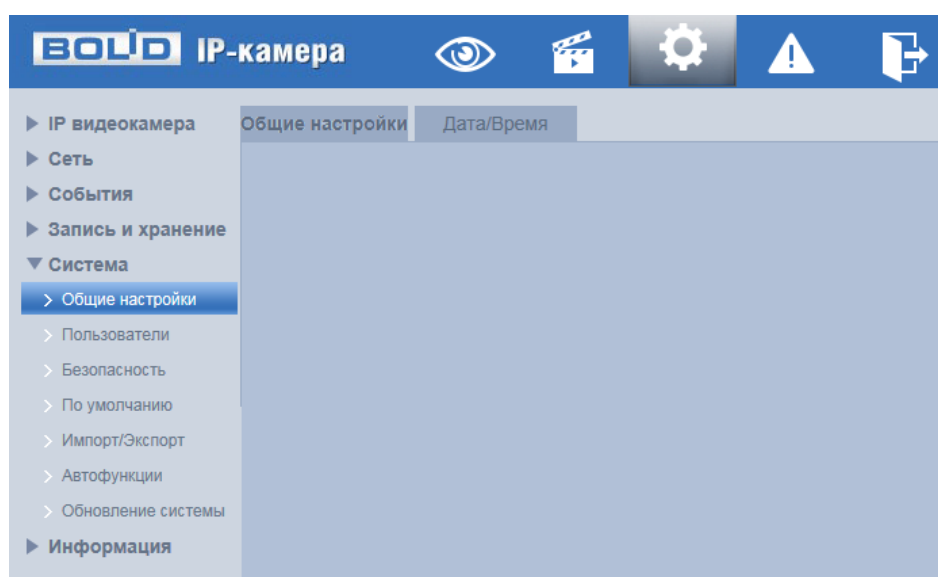 BOLID IP-камера
IP видеокамера
Сеть
События
Запись и хранение
Система
Общие настройки
Пользователи
Безопасность
По умолчанию
Импорт/Экспорт
Автофункции
Обновление системы
Информация
Общие настройки Дата/Время